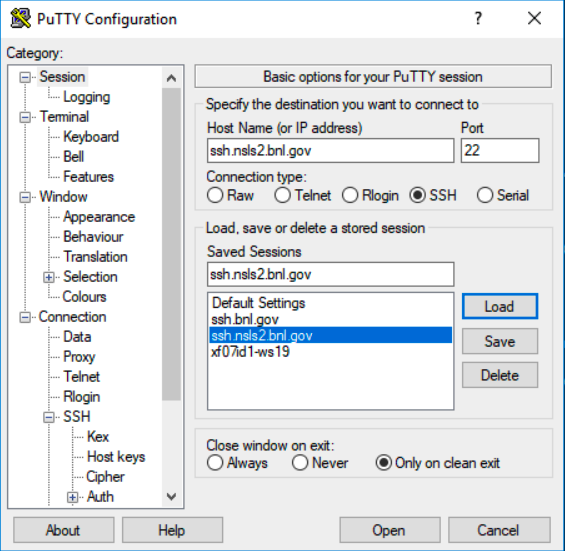 PuTTY Configuration
?
Category:
Session
Logging
Terminal
Keyboard
Bell
Features
Window
Appearance
Behaviour
Translation
Selection
Colours
Connection
Data
Proxy
Telnet
Rlogin
SSH
Kex
Host keys
Cipher
Auth
Basic options for your PuTTY session
Specify the destination you want to connect to
Host Name (or IP address) Port
ssh.nsls2.bnl.gov 22
Connection type:
Raw Telnet Rlogin SSH Serial
Load, save or delete a stored session
Saved Sessions
ssh.nsls2.bnl.gov
Default Settings
ssh.bnl.gov
ssh.nsls2.bnl.gov
xf07id1-ws19
Load
Save
Delete
Close window on exit:
Always Never Only on clean exit
About Help Open Cancel